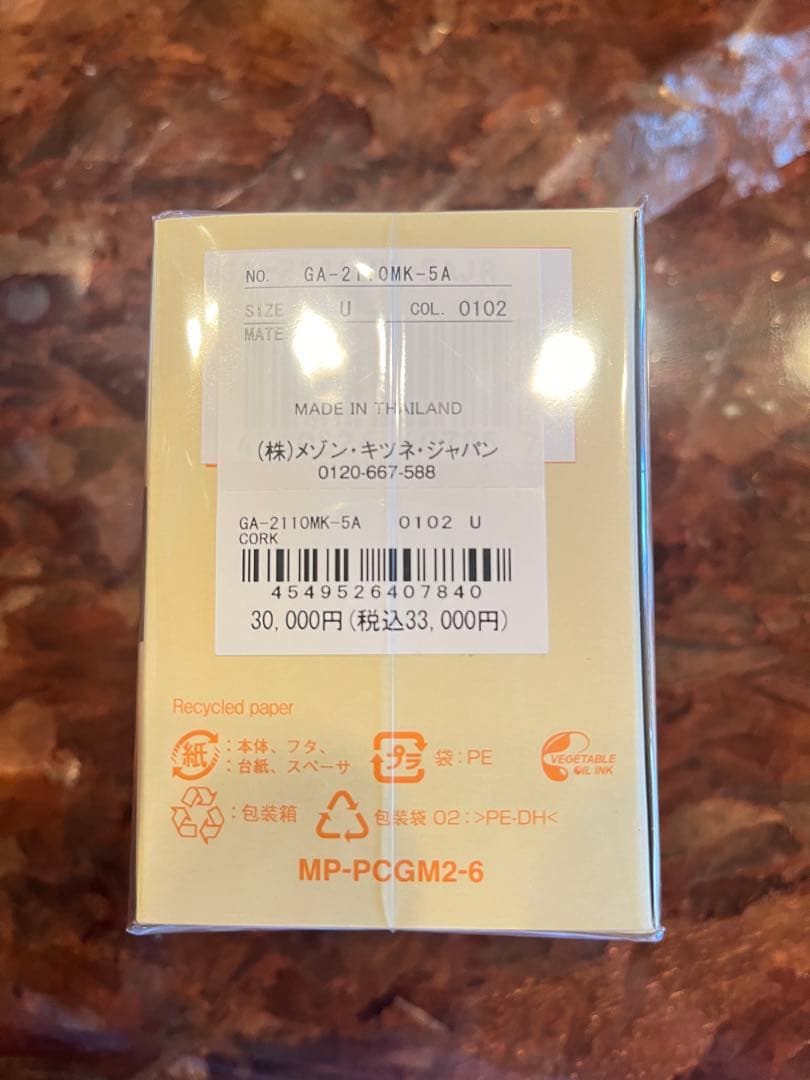 NO. GA-2110MK-5A
SIZE U COL. 0102
MATE
MADE IN THAILAND
(株)メゾン・キツネ・ジャパン
0120-667-588
GA-2110MK-5A 0102 U
CORK
4549526407840
30,000円(税込33,000円)
Recycled paper
紙 :本体、フタ、
:台紙、スペーサ
プラ 袋:PE
VEGETABLE
OIL INK
:包装箱
包装袋 02:>PE-DH<
MP-PCGM2-6